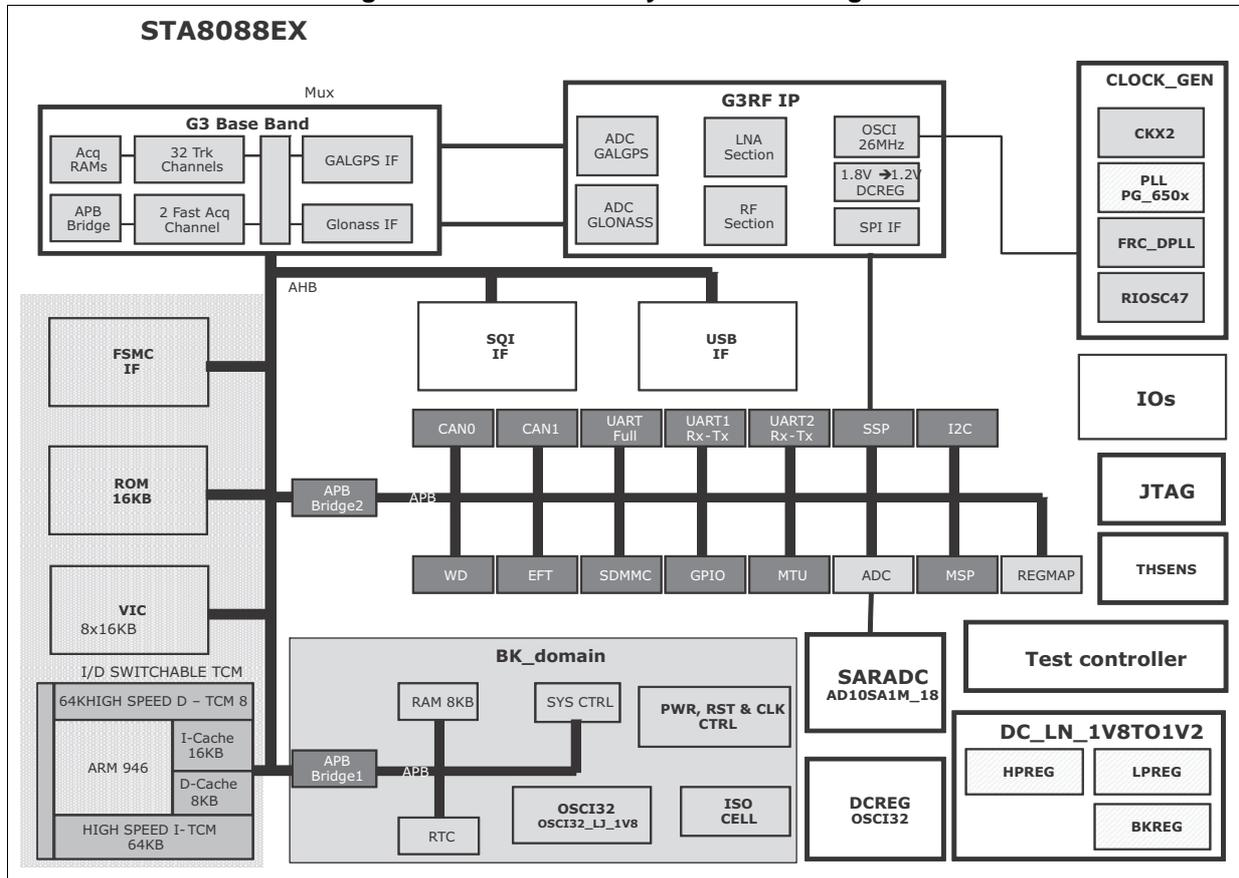 STA8088EX
Mux
G3 Base Band
Acq
RAMs
32 Trk
Channels
GALGPS IF
APB
Bridge
2 Fast Acq
Channel
Glonass IF
G3RF IP
ADC
GALGPS
LNA
Section
OSCI
26MHz
1.8V ➔1.2V
DCREG
ADC
GLONASS
RF
Section
SPI IF
CLOCK_GEN
CKX2
PLL
PG_650x
FRC_DPLL
RIOSC47
AHB
SQI
IF
USB
IF
FSMC
IF
ROM
16KB
VIC
8x16KB
I/D SWITCHABLE TCM
64KHIGH SPEED D – TCM 8
ARM 946
I-Cache
16KB
D-Cache
8KB
HIGH SPEED I-TCM
64KB
CAN0
CAN1
UART
Full
UART1
Rx-Tx
UART2
Rx-Tx
SSP
I2C
APB
Bridge2
APB
WD
EFT
SDMMC
GPIO
MTU
ADC
MSP
REGMAP
IOs
JTAG
THSENS
BK_domain
RAM 8KB
SYS CTRL
PWR, RST & CLK
CTRL
APB
Bridge1
APB
RTC
OSCI32
OSCI32_LJ_1V8
ISO
CELL
SARADC
AD10SA1M_18
DCREG
OSCI32
Test controller
DC_LN_1V8TO1V2
HPREG
LPREG
BKREG